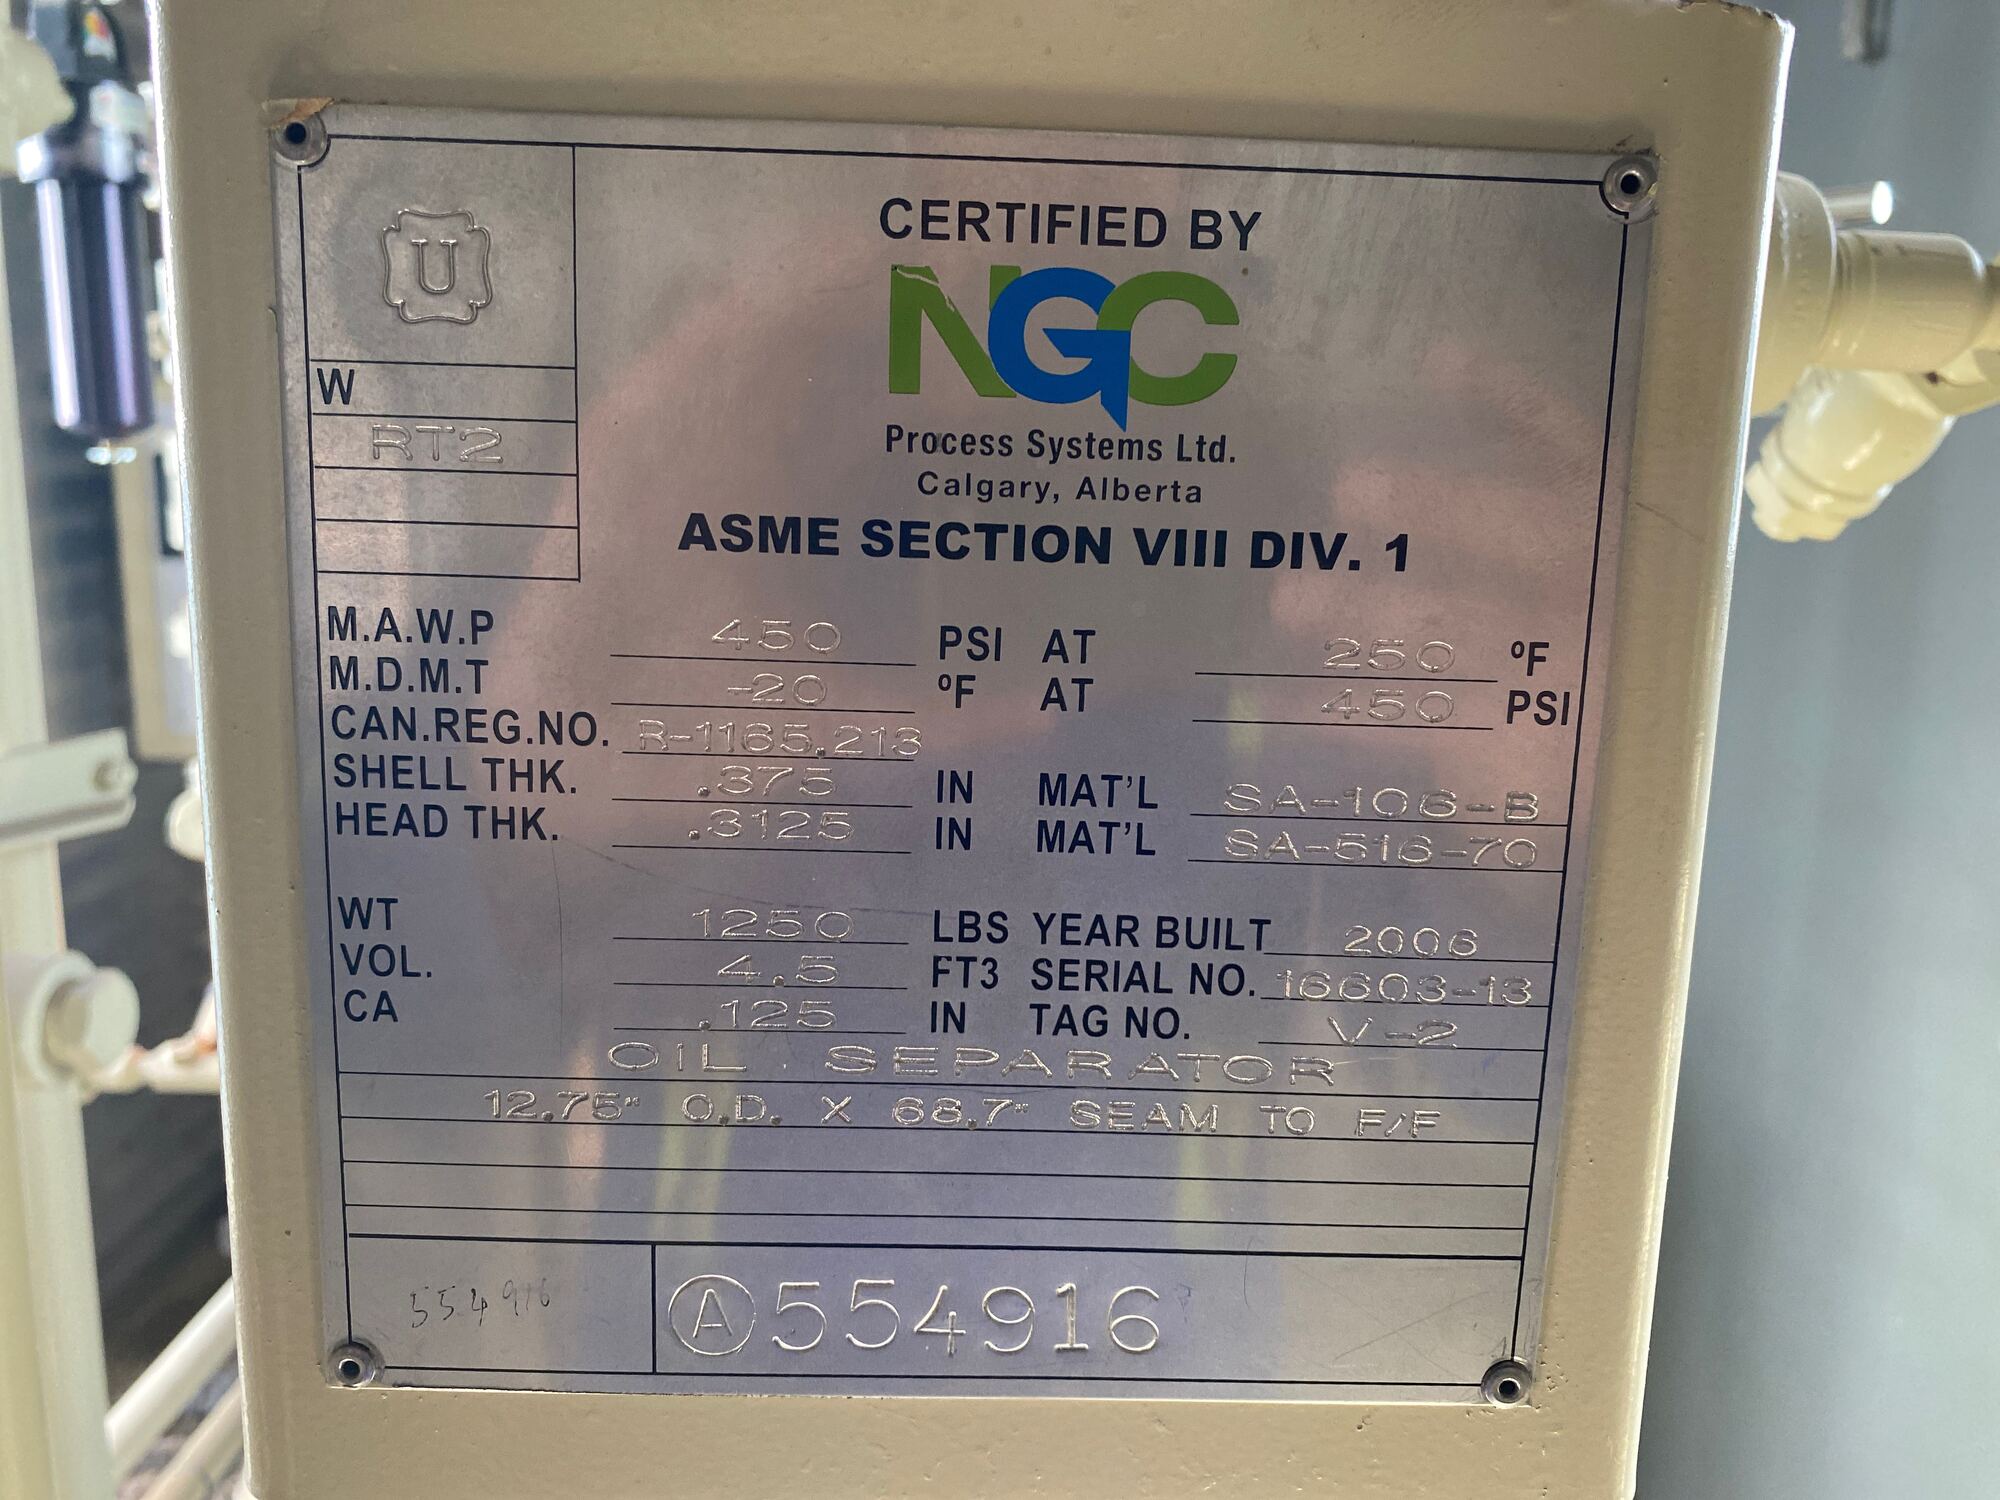 U
CERTIFIED BY
NGC
Process Systems Ltd.
Calgary, Alberta
ASME SECTION VIII DIV. 1
W
RT2
M.A.W.P 450 PSI AT 250 ºF
M.D.M.T -20 ºF AT 450 PSI
CAN.REG.NO. R-1165.213
SHELL THK. .375 IN MAT'L SA-106-B
HEAD THK. .3125 IN MAT'L SA-516-70
WT 1250 LBS YEAR BUILT 2006
VOL. 4.5 FT3 SERIAL NO. 16603-13
CA .125 IN TAG NO. V-2
OIL SEPARATOR
12.75" O.D. X 68.7" SEAM TO F/F
554916
A 554916